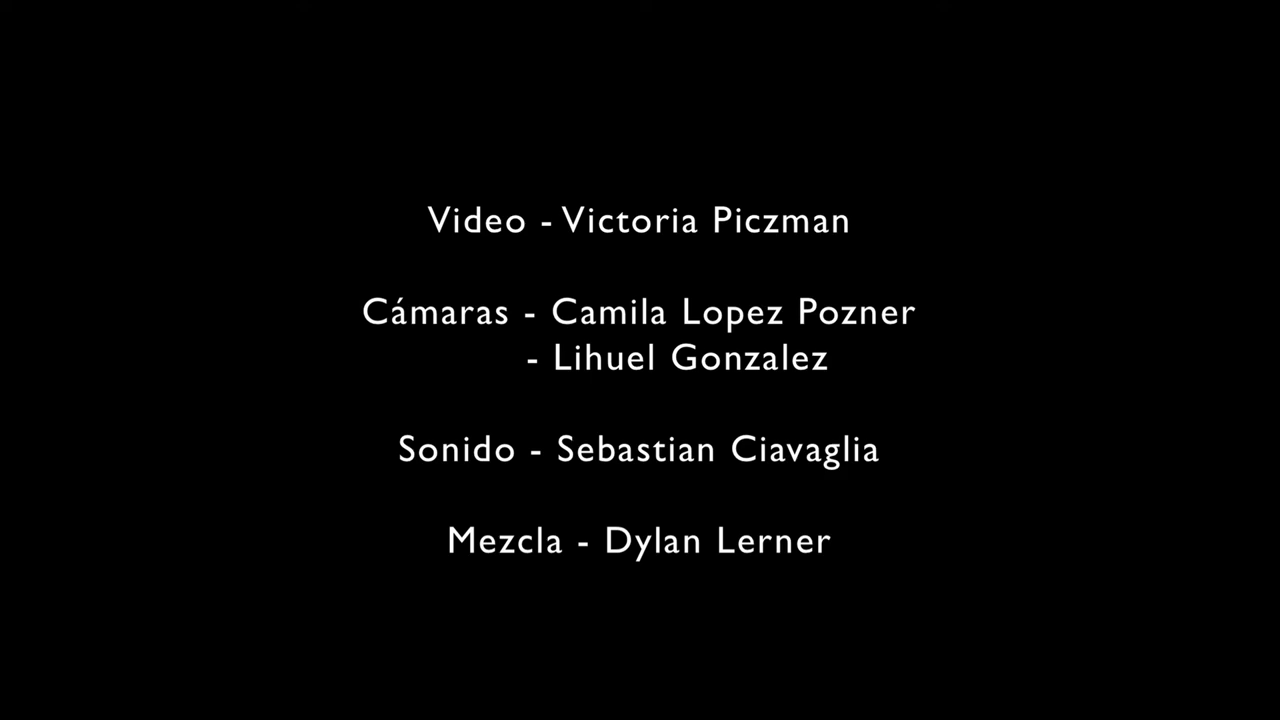 Video - Victoria Piczman
Cámaras - Camila Lopez Pozner
- Lihuel Gonzalez
Sonido - Sebastian Ciavaglia
Mezcla - Dylan Lerner